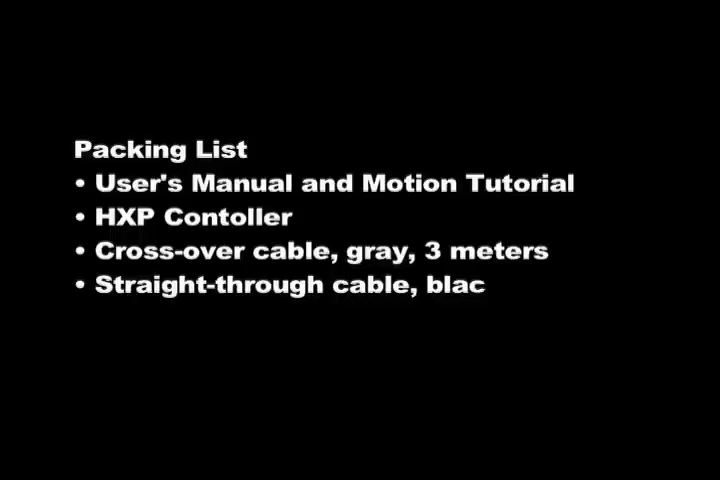 Packing List
• User's Manual and Motion Tutorial
• HXP Contoller
• Cross-over cable, gray, 3 meters
• Straight-through cable, blac